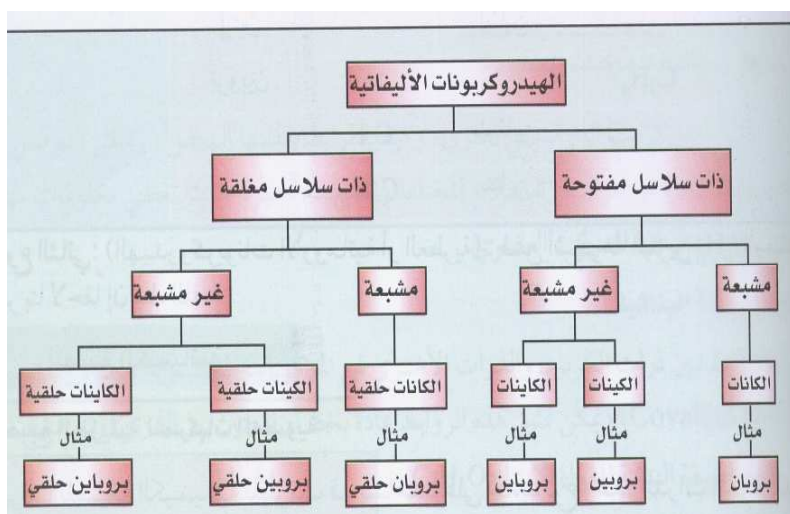 الهيدروكربونات الأليفاتية
ذات سلاسل مفتوحة
ذات سلاسل مغلقة
مشبعة
غير مشبعة
مشبعة
غير مشبعة
الكانات
الكينات
الكاينات
الكانات حلقية
الكينات حلقية
الكاينات حلقية
مثال
مثال
مثال
مثال
مثال
مثال
بروبان
بروبين
بروباين
بروبان حلقي
بروبين حلقي
بروباين حلقي